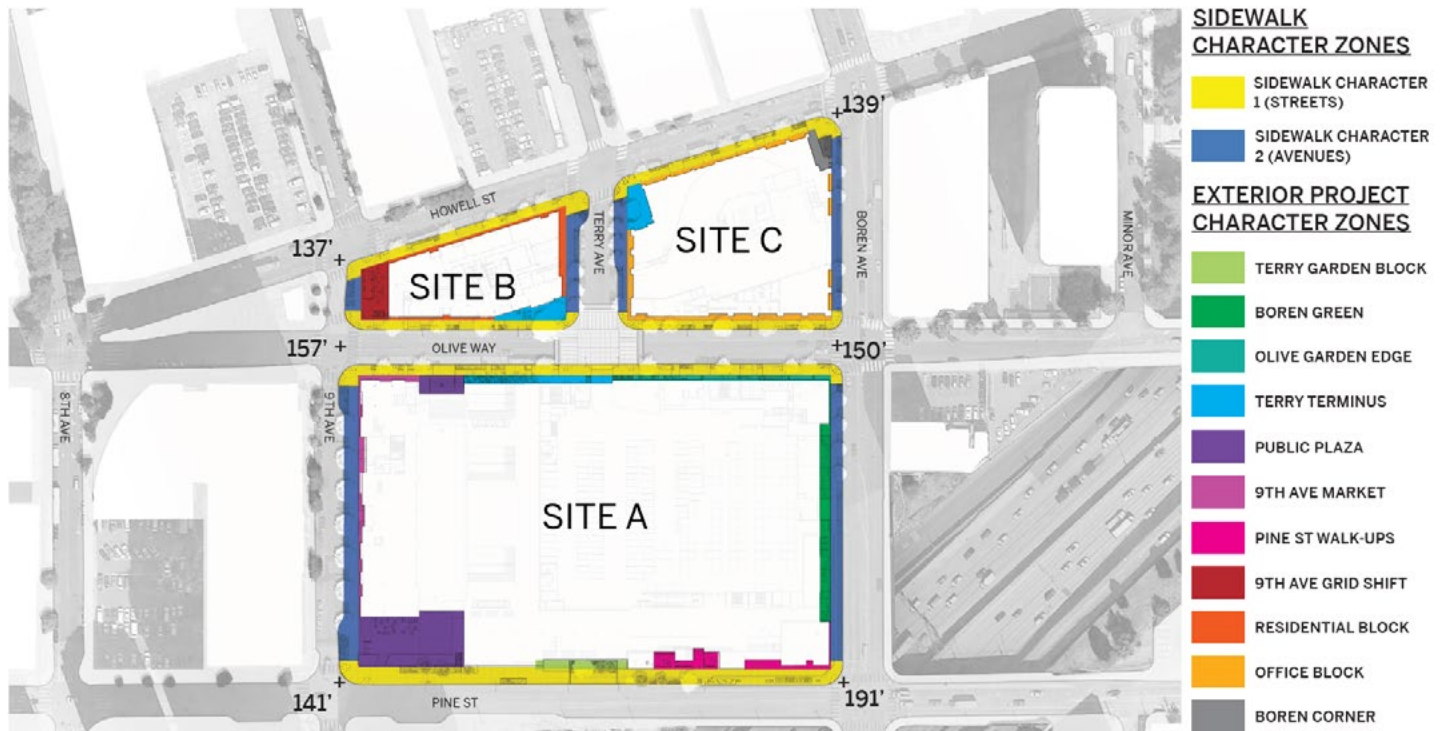 SIDEWALK
CHARACTER ZONES
SIDEWALK CHARACTER
1 (STREETS)
SIDEWALK CHARACTER
2 (AVENUES)
EXTERIOR PROJECT
CHARACTER ZONES
TERRY GARDEN BLOCK
BOREN GREEN
OLIVE GARDEN EDGE
TERRY TERMINUS
PUBLIC PLAZA
9TH AVE MARKET
PINE ST WALK-UPS
9TH AVE GRID SHIFT
RESIDENTIAL BLOCK
OFFICE BLOCK
BOREN CORNER
139'
HOWELL ST
TERRY AVE
BOREN AVE
MINOR AVE
137'
SITE C
SITE B
157'
OLIVE WAY
150'
8TH AVE
9TH AVE
SITE A
141'
PINE ST
191'